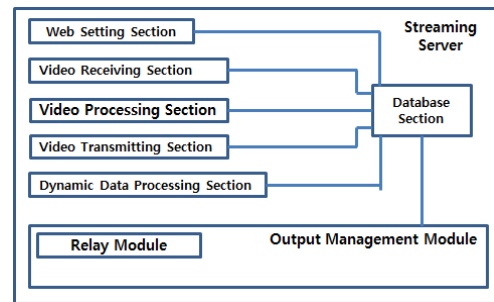 Web Setting Section
Streaming
Server
Video Receiving Section
Video Processing Section
Database
Section
Video Transmitting Section
Dynamic Data Processing Section
Relay Module
Output Management Module